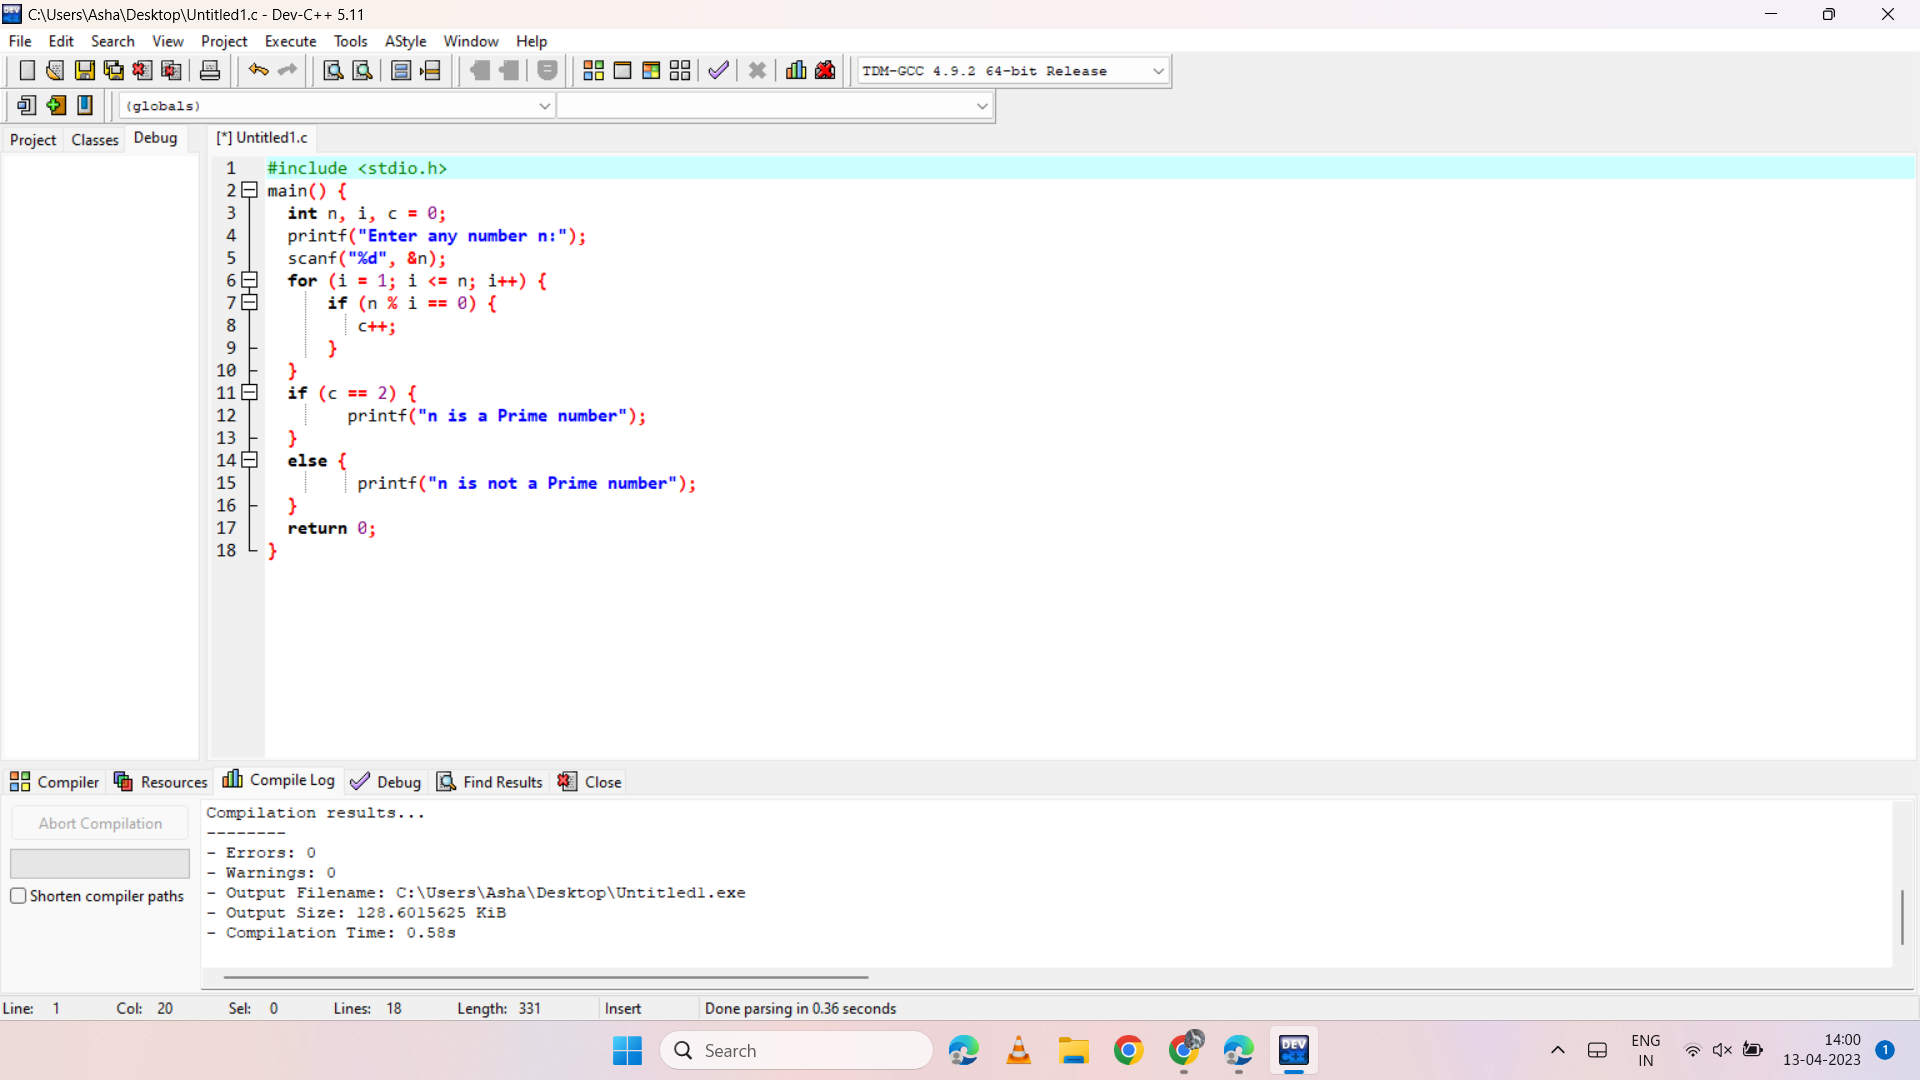 C:\Users\Asha\Desktop\Untitled1.c - Dev-C++ 5.11
File Edit Search View Project Execute Tools AStyle Window Help
TDM-GCC 4.9.2 64-bit Release
(globals)
Project Classes Debug [*] Untitled1.c
1 #include <stdio.h>
2 main() {
3 int n, i, c = 0;
4 printf("Enter any number n:");
5 scanf("%d", &n);
6 for (i = 1; i <= n; i++) {
7 if (n % i == 0) {
8 c++;
9 }
10 }
11 if (c == 2) {
12 printf("n is a Prime number");
13 }
14 else {
15 printf("n is not a Prime number");
16 }
17 return 0;
18 }
Compiler Resources Compile Log Debug Find Results Close
Abort Compilation
Shorten compiler paths
Compilation results...
--------
- Errors: 0
- Warnings: 0
- Output Filename: C:\Users\Asha\Desktop\Untitled1.exe
- Output Size: 128.6015625 KiB
- Compilation Time: 0.58s
Line: 1 Col: 20 Sel: 0 Lines: 18 Length: 331 Insert Done parsing in 0.36 seconds
Search
DEV C++
ENG
IN
14:00
13-04-2023
1